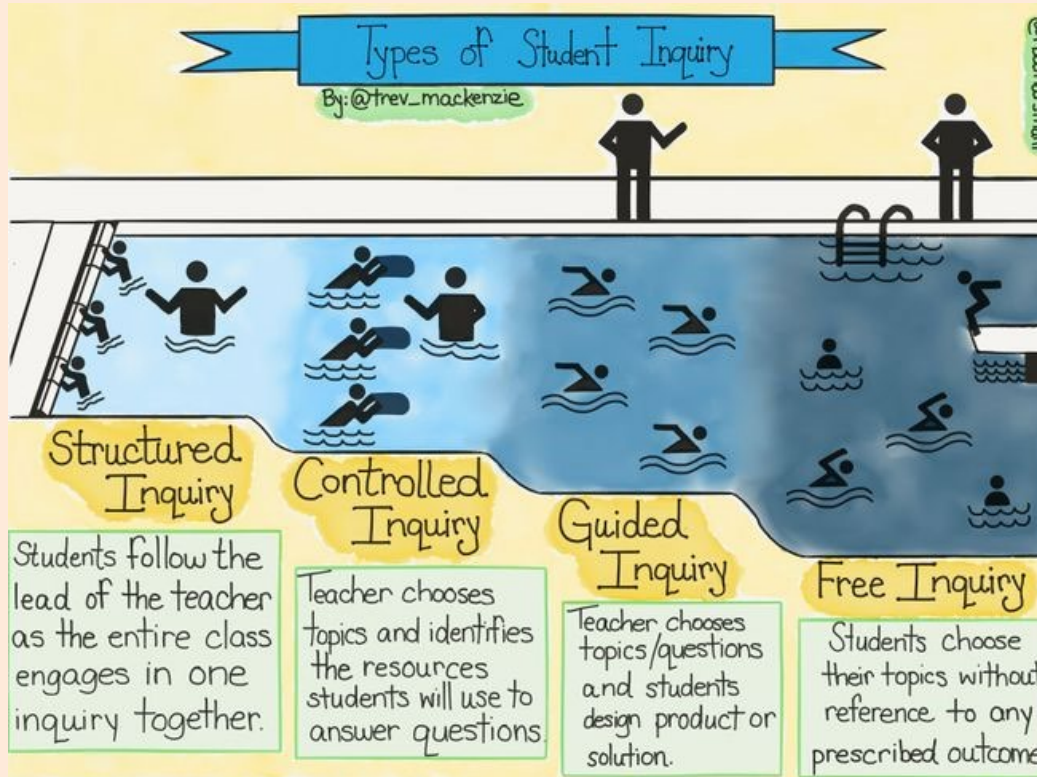 Types of Student Inquiry
By: @trev_mackenzie
Structured
Inquiry
Students follow the
lead of the teacher
as the entire class
engages in one
inquiry together.
Controlled
Inquiry
Teacher chooses
topics and identifies
the resources
students will use to
answer questions.
Guided
Inquiry
Teacher chooses
topics/questions
and students
design product or
solution.
Free Inquiry
Students choose
their topics without
reference to any
prescribed outcome